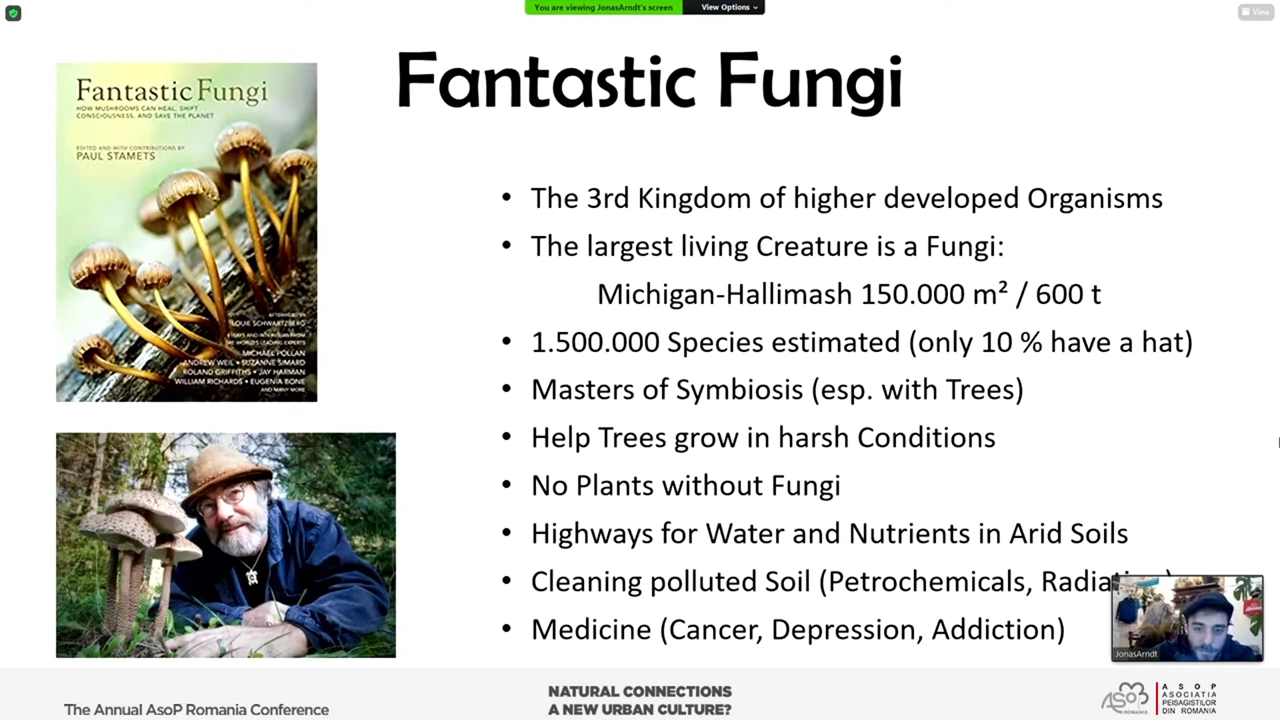 You are viewing JonasArndt's screen
View Options
View
Fantastic Fungi
Fantastic Fungi
HOW MUSHROOMS CAN HEAL, SHIFT
CONSCIOUSNESS, AND SAVE THE PLANET
EDITED AND WITH CONTRIBUTIONS BY
PAUL STAMETS
AFTERWORD BY
LOUIE SCHWARTZBERG
ESSAYS AND INTERVIEWS FROM
THE WORLD'S LEADING EXPERTS
MICHAEL POLLAN
ANDREW WEIL • SUZANNE SIMARD
ROLAND GRIFFITHS • JAY HARMAN
WILLIAM RICHARDS • EUGENIA BONE
AND MANY MORE
• The 3rd Kingdom of higher developed Organisms
• The largest living Creature is a Fungi:
Michigan-Hallimash 150.000 m² / 600 t
• 1.500.000 Species estimated (only 10 % have a hat)
• Masters of Symbiosis (esp. with Trees)
• Help Trees grow in harsh Conditions
• No Plants without Fungi
• Highways for Water and Nutrients in Arid Soils
• Cleaning polluted Soil (Petrochemicals,
• Medicine (Cancer, Depression, Addiction)
JonasArndt
The Annual AsoP Romania Conference
NATURAL CONNECTIONS
A NEW URBAN CULTURE?
ASoP
ROMANIA
ASOP
ASOCIATIA
PEISAGISTILOR
DIN ROMANIA